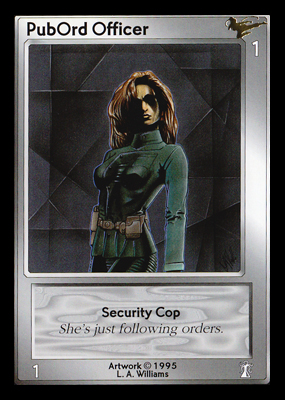 PubOrd Officer
1
Security Cop
She's just following orders.
1
Artwork © 1995
L. A. Williams